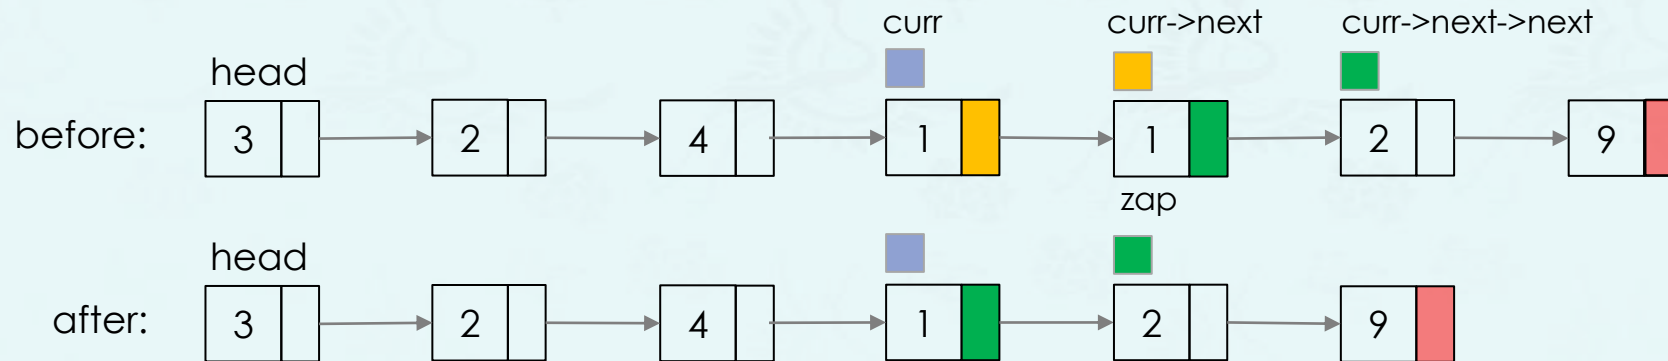 curr curr->next curr->next->next
head
before: 3 2 4 1 1 2 9
zap
head
after: 3 2 4 1 2 9